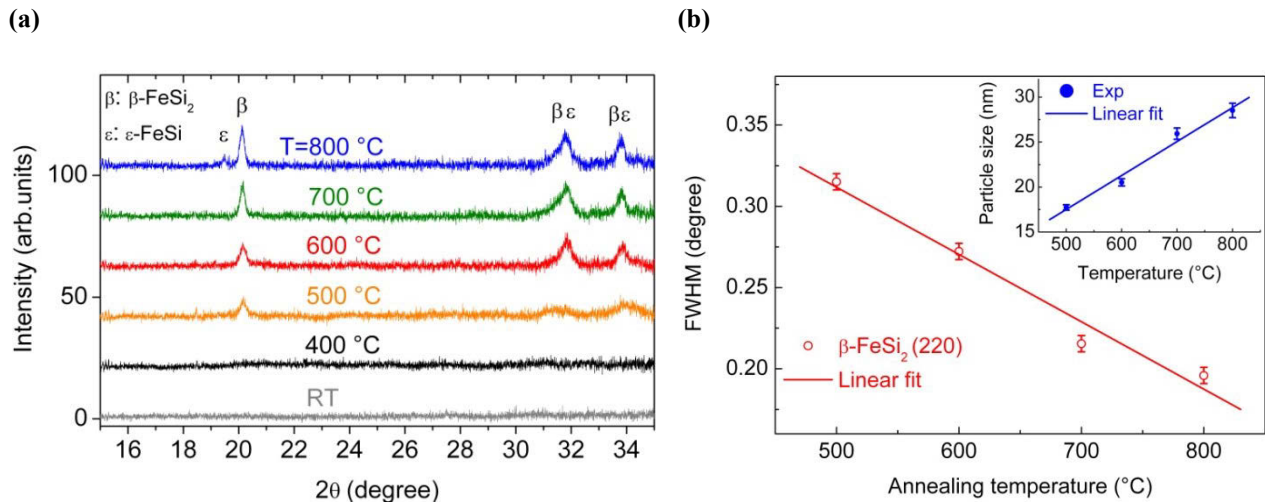 (a)
(b)
β: β-FeSi₂
ε: ε-FeSi
ε
β
β ε
βε
T=800 °C
700 °C
600 °C
500 °C
400 °C
RT
100
50
0
Intensity (arb.units)
16 18 20 22 24 26 28 30 32 34
2θ (degree)
0.35
0.30
0.25
0.20
FWHM (degree)
β-FeSi₂ (220)
Linear fit
500 600 700 800
Annealing temperature (°C)
Exp
Linear fit
30
25
20
15
Particle size (nm)
500 600 700 800
Temperature (°C)